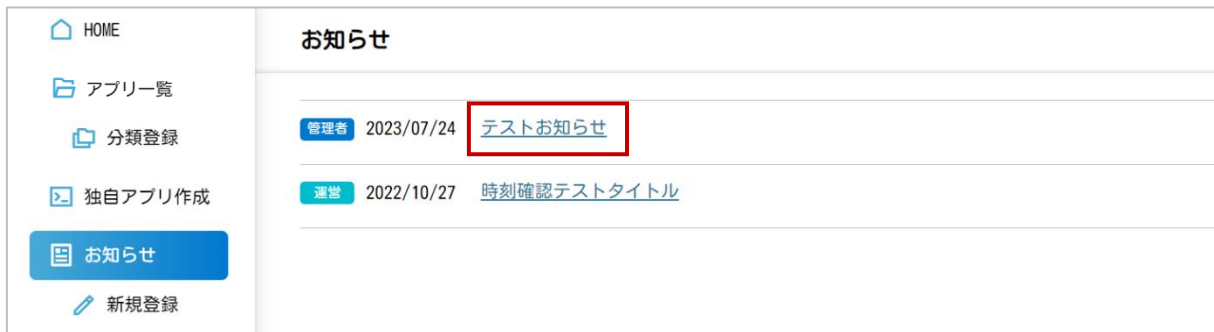 HOME
アプリ一覧
分類登録
独自アプリ作成
お知らせ
新規登録
お知らせ
管理者 2023/07/24 テストお知らせ
運営 2022/10/27 時刻確認テストタイトル